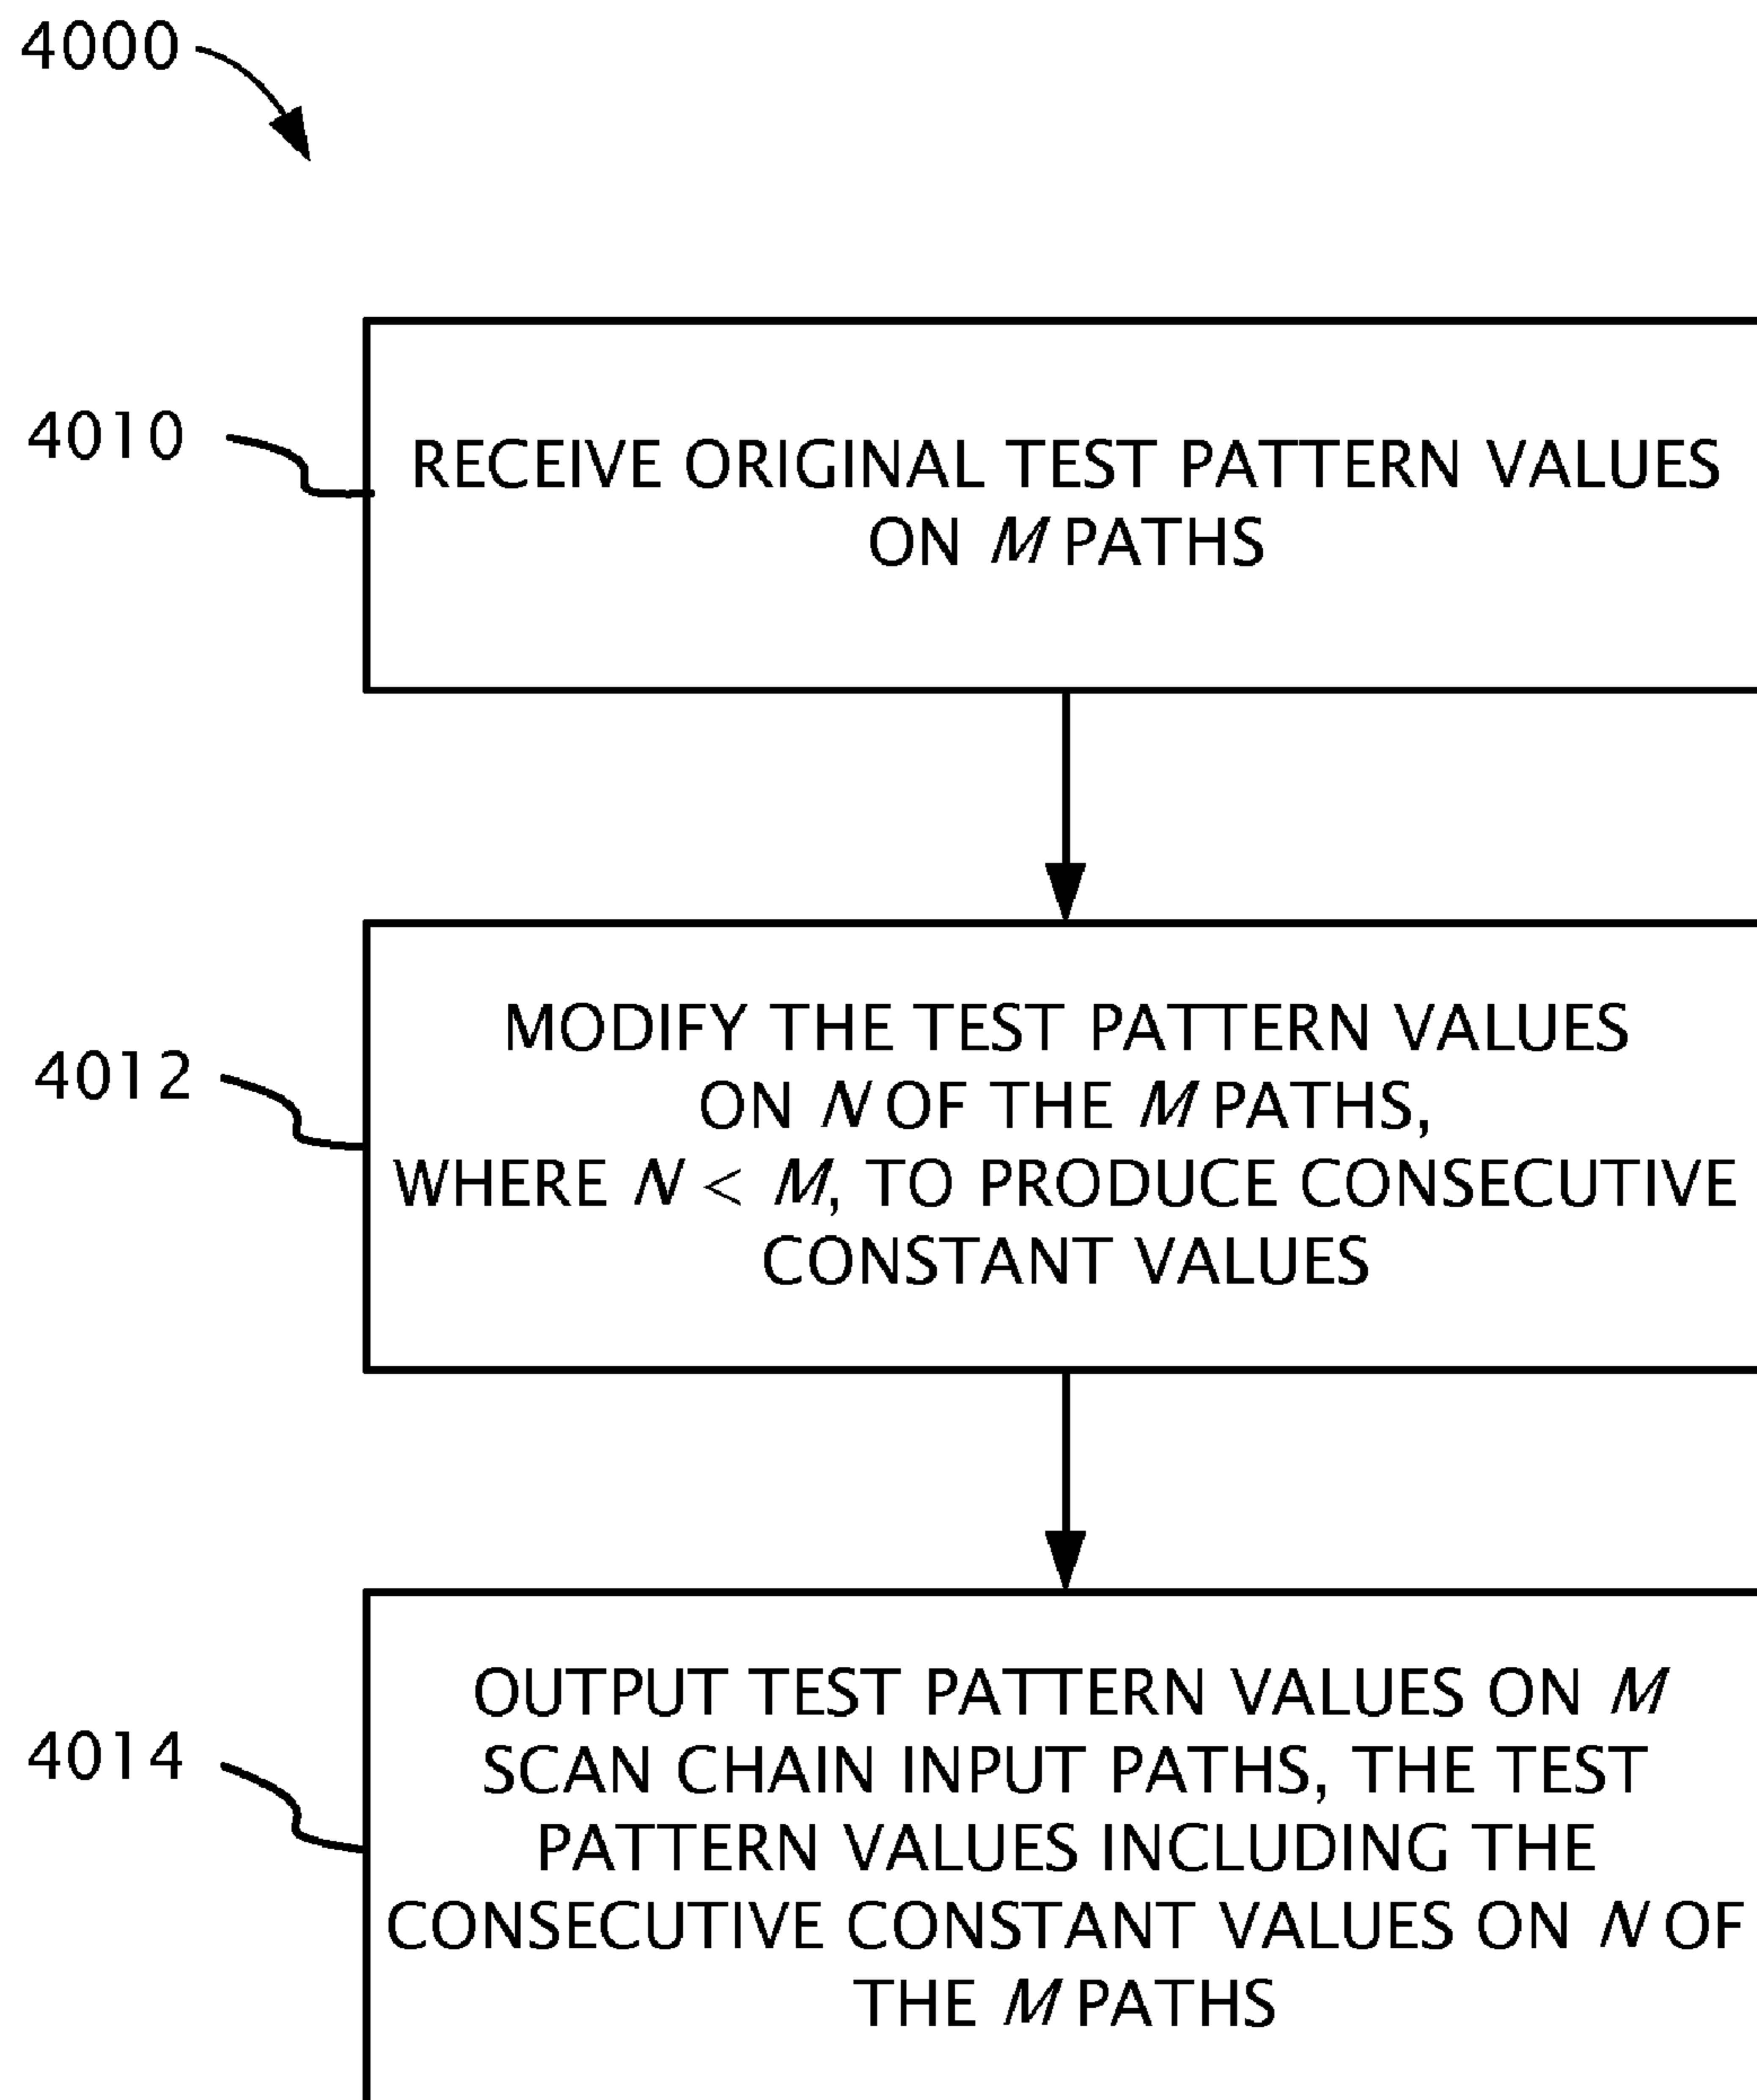 4000
4010
RECEIVE ORIGINAL TEST PATTERN VALUES
ON M PATHS
4012
MODIFY THE TEST PATTERN VALUES
ON N OF THE M PATHS,
WHERE N < M, TO PRODUCE CONSECUTIVE
CONSTANT VALUES
4014
OUTPUT TEST PATTERN VALUES ON M
SCAN CHAIN INPUT PATHS, THE TEST
PATTERN VALUES INCLUDING THE
CONSECUTIVE CONSTANT VALUES ON N OF
THE M PATHS